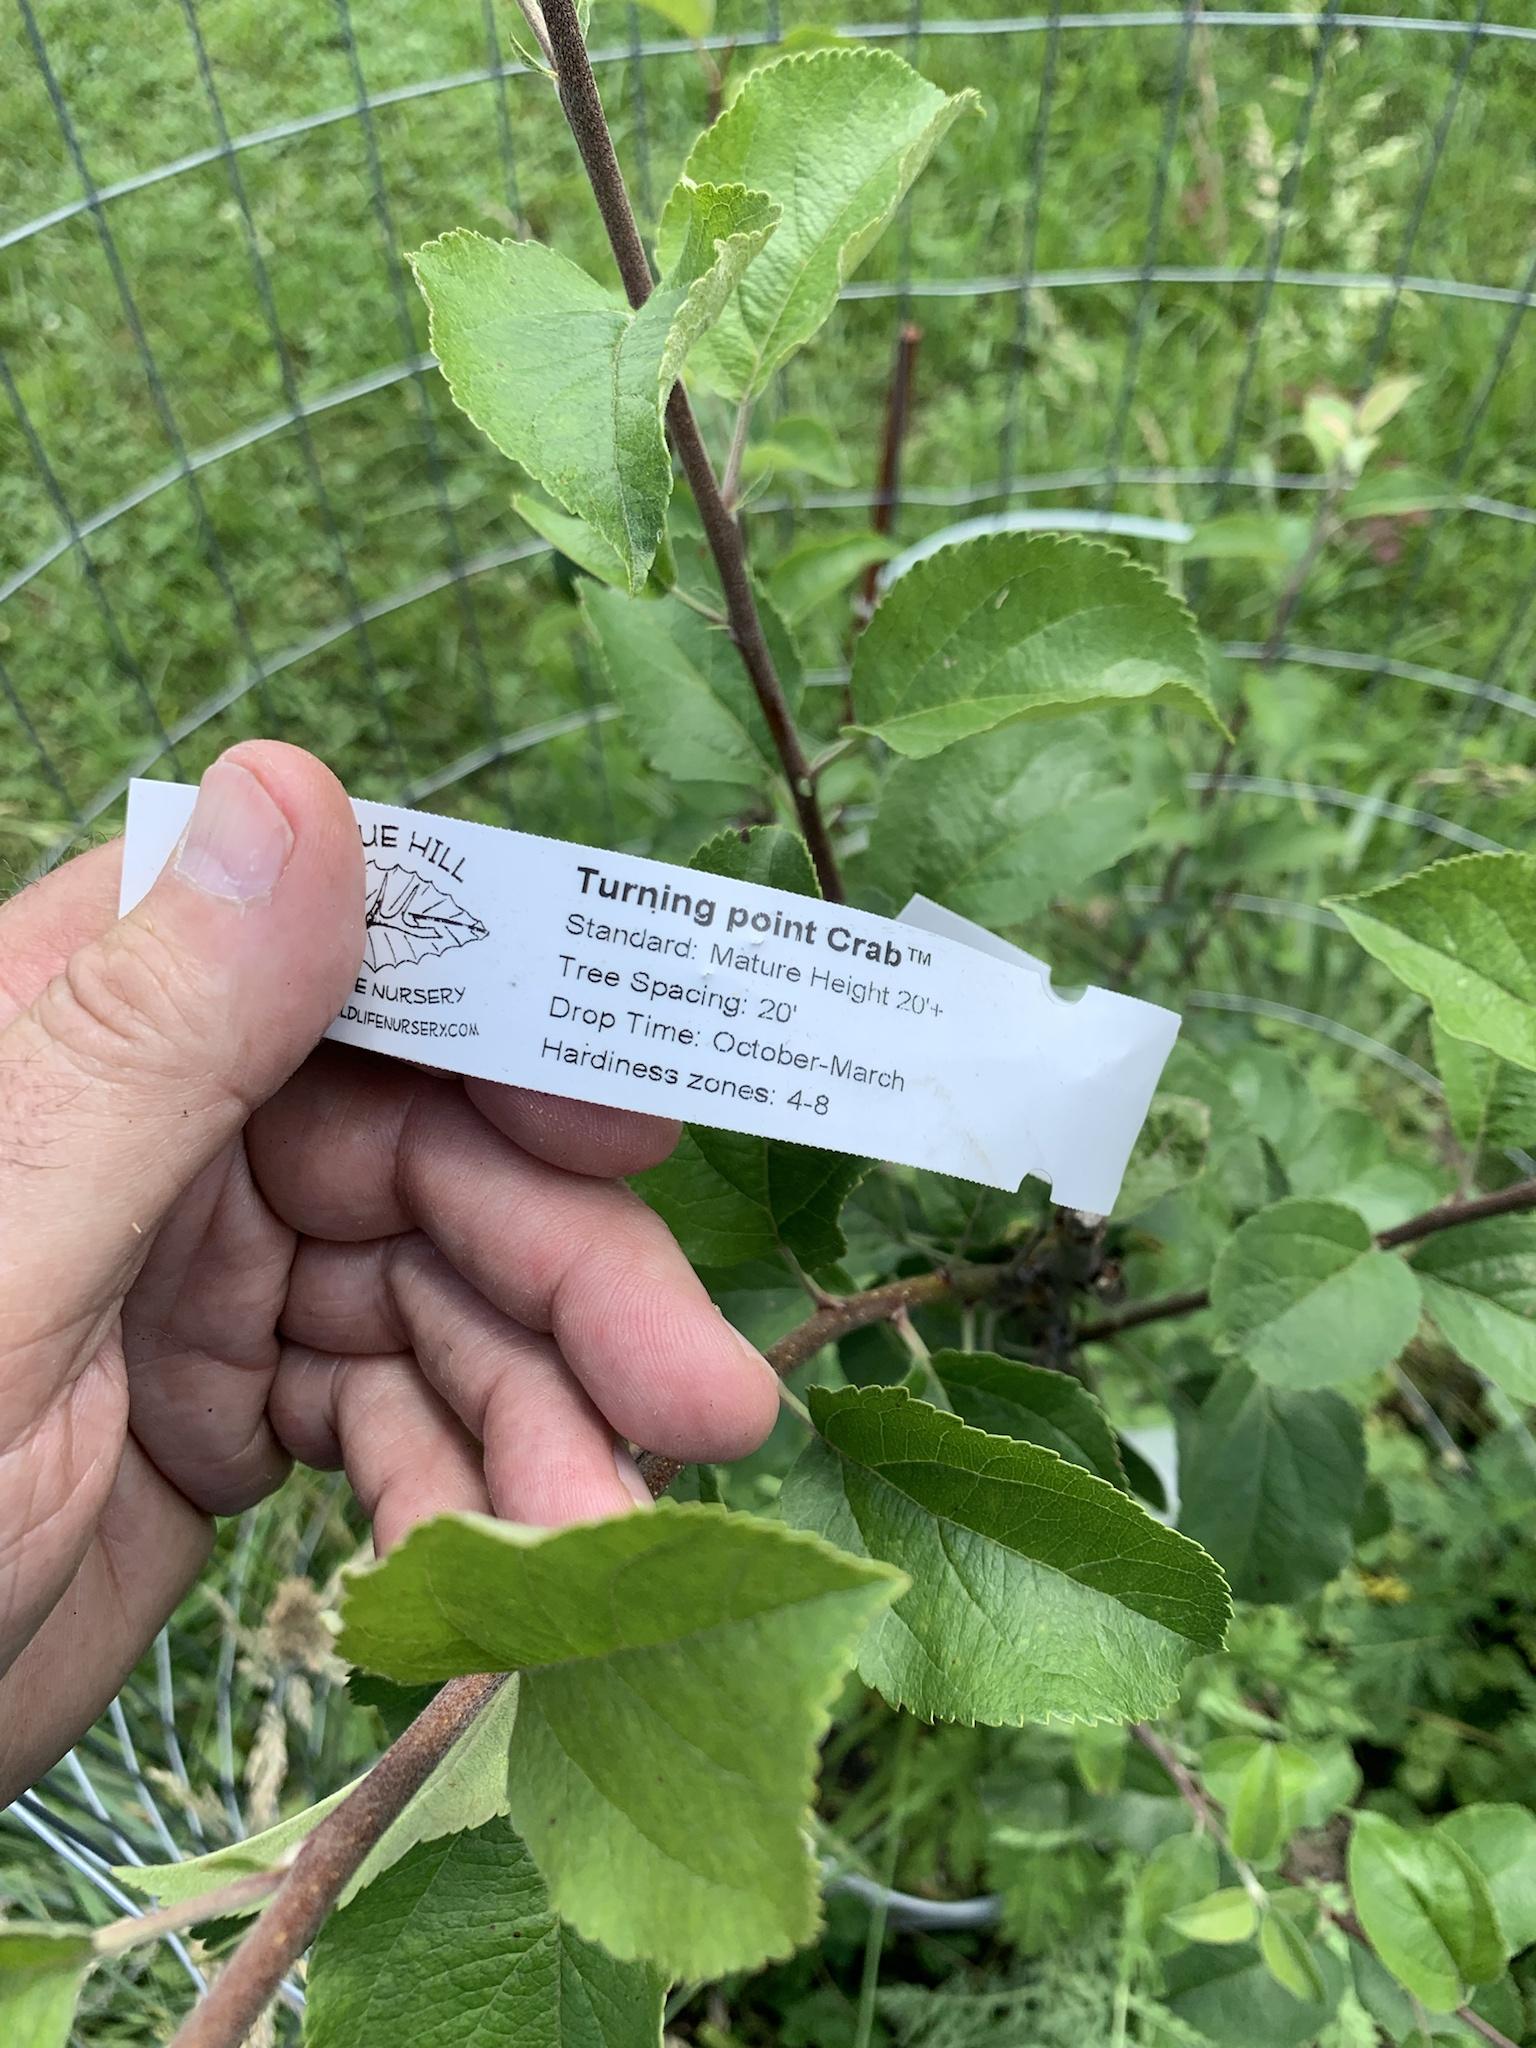 UE HILL
E NURSERY
LDLIFENURSERY.COM
Turning point Crab™
Standard: Mature Height 20'+
Tree Spacing: 20'
Drop Time: October-March
Hardiness zones: 4-8